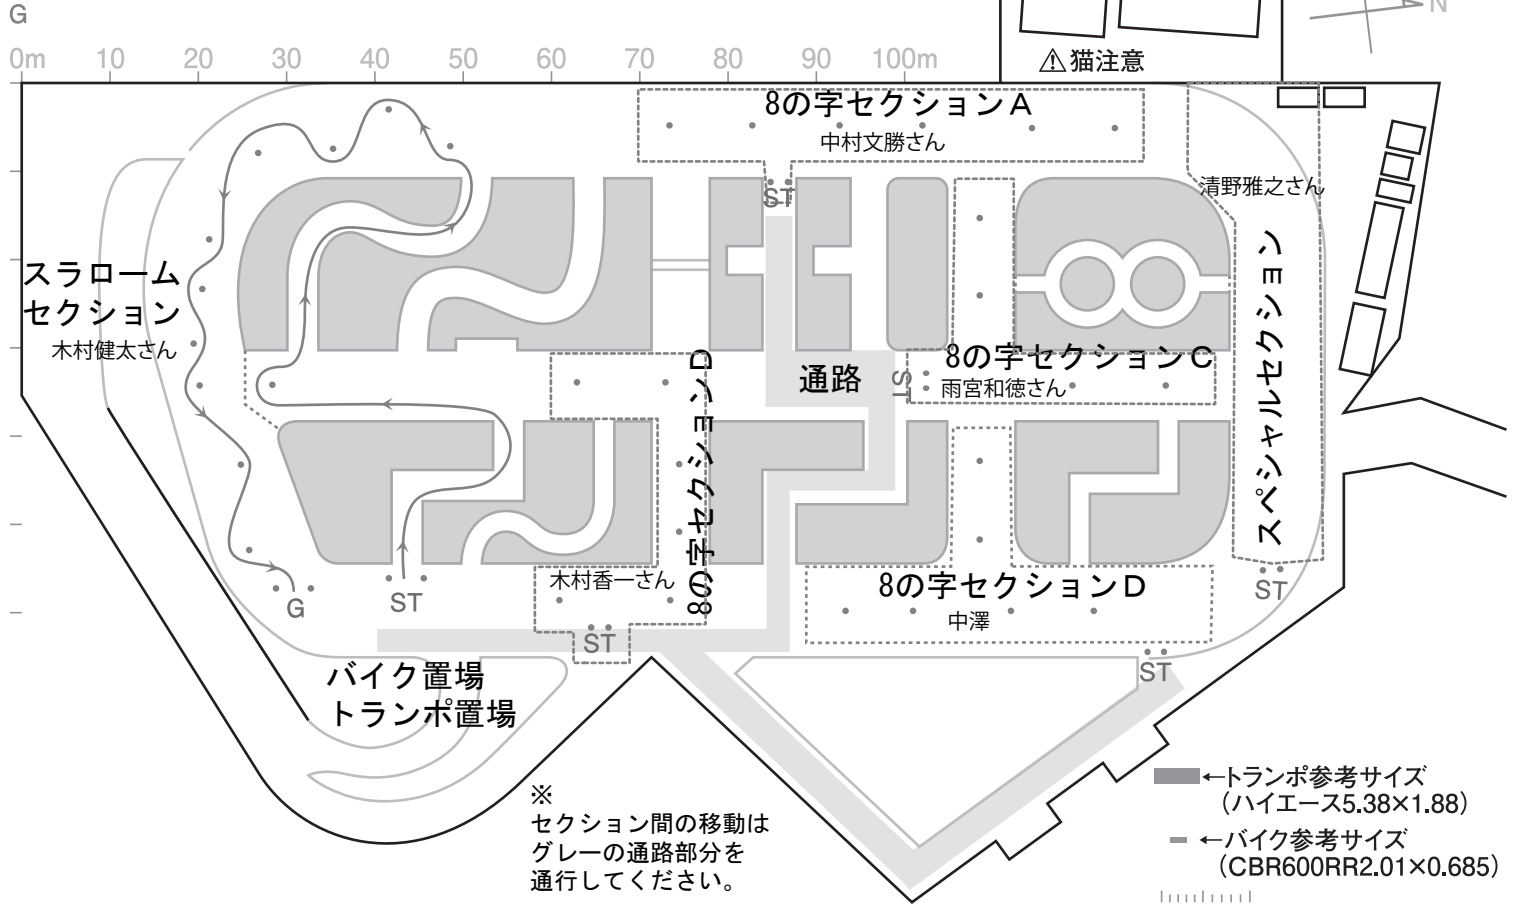 G
N
0m 10 20 30 40 50 60 70 80 90 100m
⚠猫注意
8の字セクションA
中村文勝さん
ST
清野雅之さん
スラローム
セクション
木村健太さん
8の字セクションC
雨宮和徳さん
ST
通路
8の字セクションD
スペシャルセクション
木村香一さん
8の字セクションD
中澤
G
ST
ST
ST
ST
バイク置場
トランポ置場
※
セクション間の移動は
グレーの通路部分を
通行してください。
←トランポ参考サイズ
(ハイエース5.38×1.88)
←バイク参考サイズ
(CBR600RR2.01×0.685)